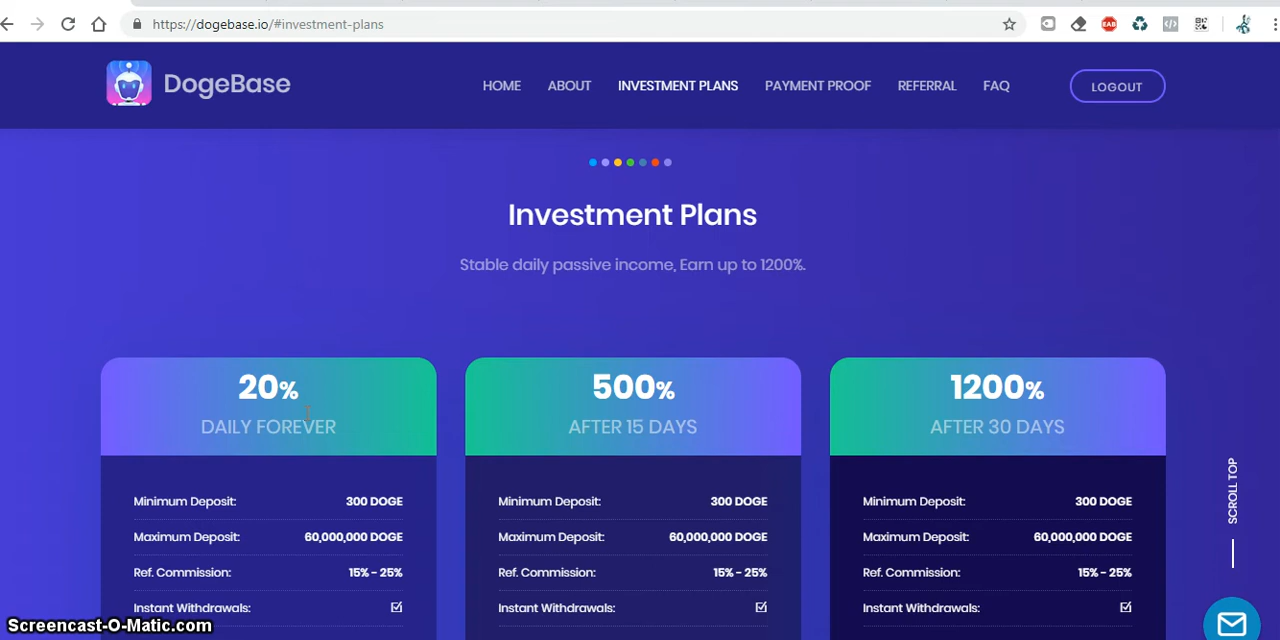 https://dogebase.io/#investment-plans
EAB
DogeBase
HOME ABOUT INVESTMENT PLANS PAYMENT PROOF REFERRAL FAQ LOGOUT
Investment Plans
Stable daily passive income, Earn up to 1200%.
20%
DAILY FOREVER
Minimum Deposit: 300 DOGE
Maximum Deposit: 60,000,000 DOGE
Ref. Commission: 15% - 25%
Instant Withdrawals:
500%
AFTER 15 DAYS
Minimum Deposit: 300 DOGE
Maximum Deposit: 60,000,000 DOGE
Ref. Commission: 15% - 25%
Instant Withdrawals:
1200%
AFTER 30 DAYS
Minimum Deposit: 300 DOGE
Maximum Deposit: 60,000,000 DOGE
Ref. Commission: 15% - 25%
Instant Withdrawals:
SCROLL TOP
Screencast-O-Matic.com